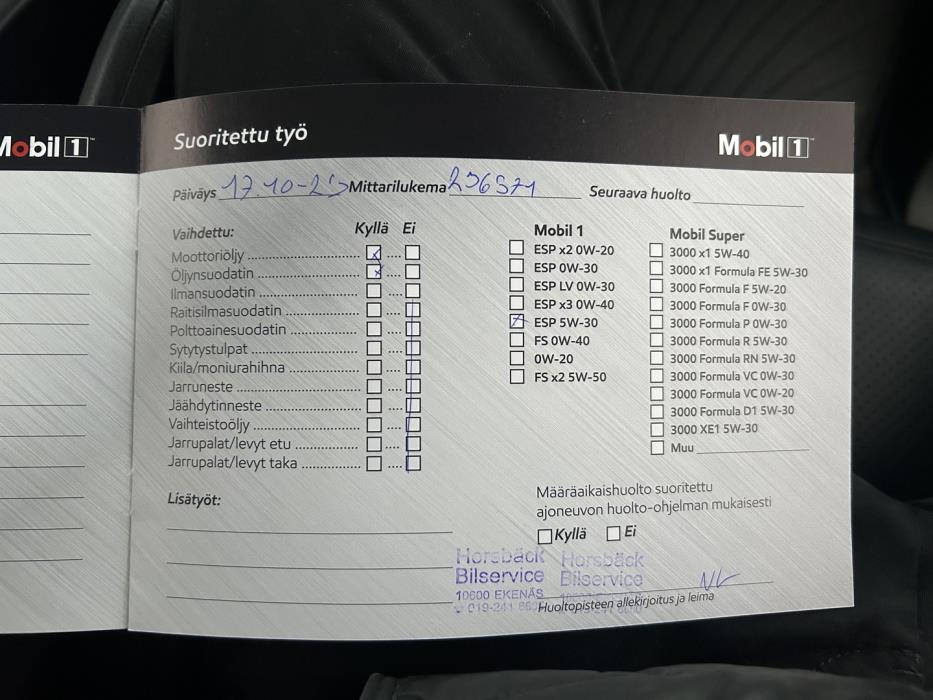 Mobil 1™
Suoritettu työ
Mobil 1™
Päiväys 17.10-25 Mittarilukema 256571 Seuraava huolto
Vaihdettu: Kyllä Ei
Moottoriöljy
Öljynsuodatin
Ilmansuodatin
Raitisilmasuodatin
Polttoainesuodatin
Sytytystulpat
Kiila/moniurahihna
Jarruneste
Jäähdytinneste
Vaihteistoöljy
Jarrupalat/levyt etu
Jarrupalat/levyt taka
Mobil 1
ESP x2 0W-20
ESP 0W-30
ESP LV 0W-30
ESP x3 0W-40
ESP 5W-30
FS 0W-40
0W-20
FS x2 5W-50
Mobil Super
3000 x1 5W-40
3000 x1 Formula FE 5W-30
3000 Formula F 5W-20
3000 Formula F 0W-30
3000 Formula P 0W-30
3000 Formula R 5W-30
3000 Formula RN 5W-30
3000 Formula VC 0W-30
3000 Formula VC 0W-20
3000 Formula D1 5W-30
3000 XE1 5W-30
Muu
Lisätyöt:
Määräaikaishuolto suoritettu
ajoneuvon huolto-ohjelman mukaisesti
Kyllä Ei
Horsbäck Horsbäck
Bilservice Bilservice
10600 EKENÄS
019-241
Huoltopisteen allekirjoitus ja leima